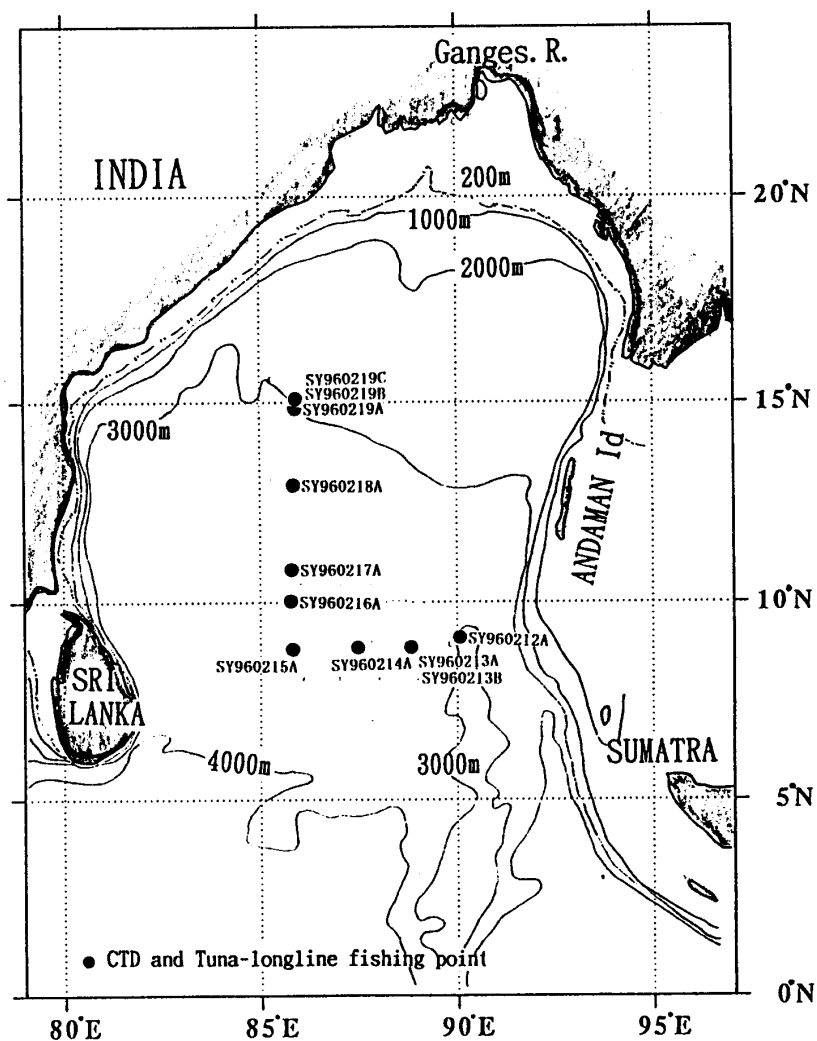 Ganges. R.
INDIA
200m
20°N
1000m
2000m
SY960219C
SY960219B
SY960219A
15°N
3000m
SY960218A
ANDAMAN Id
SY960217A
SY960216A
10°N
SY960212A
SY960215A
SY960214A
SY960213A
SY960213B
SRI
LANKA
4000m
3000m
SUMATRA
5°N
CTD and Tuna-longline fishing point
0°N
80°E
85°E
90°E
95°E